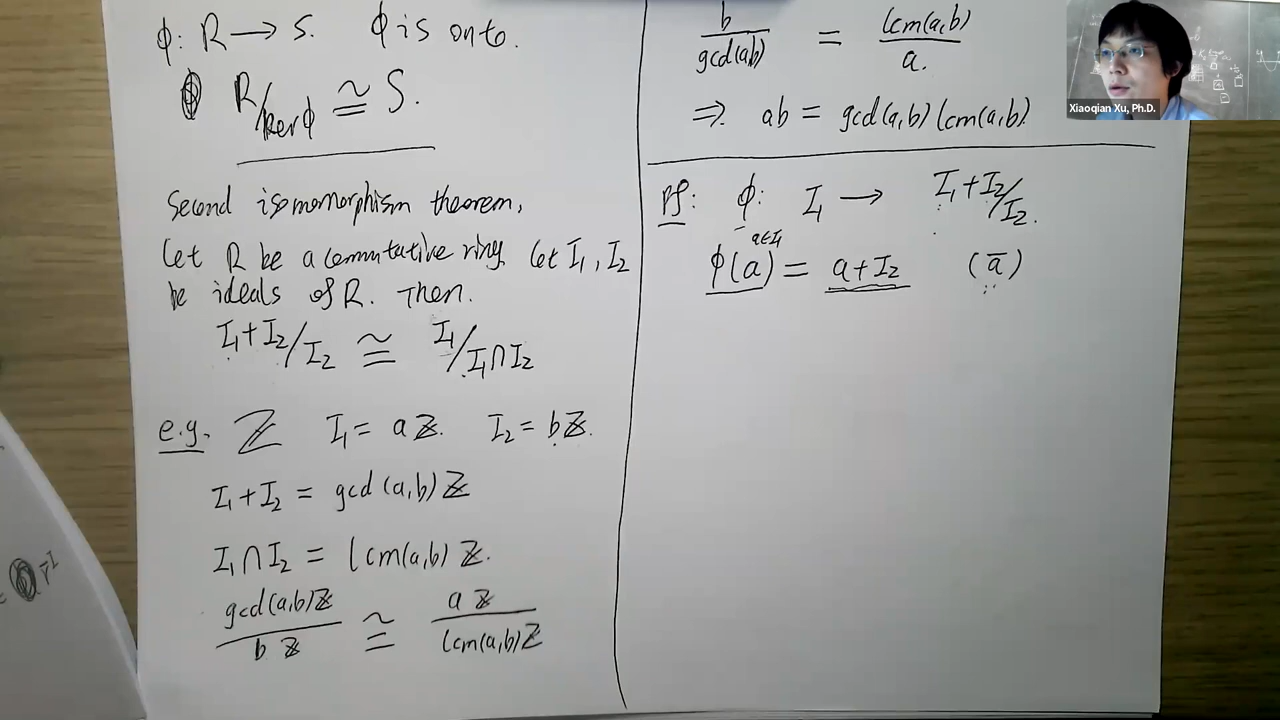 ϕ: R → S. ϕ is onto.
R/kerϕ ≅ S.
Second isomomorphism theorem,
Let R be a commutative ring. Let I₁, I₂
be ideals of R. Then.
I₁+I₂/I₂ ≅ I₁/I₁∩I₂
e.g. ℤ I₁ = aℤ. I₂ = bℤ.
I₁+I₂ = gcd(a,b)ℤ
I₁∩I₂ = lcm(a,b)ℤ.
gcd(a,b)ℤ/bℤ ≅ aℤ/lcm(a,b)ℤ
b/gcd(a,b) = lcm(a,b)/a.
⇒ ab = gcd(a,b) lcm(a,b)
Pf: ϕ: I₁ → I₁+I₂/I₂.
a∈I₁
ϕ(a) = a+I₂ (ā)
Xiaoqian Xu, Ph.D.